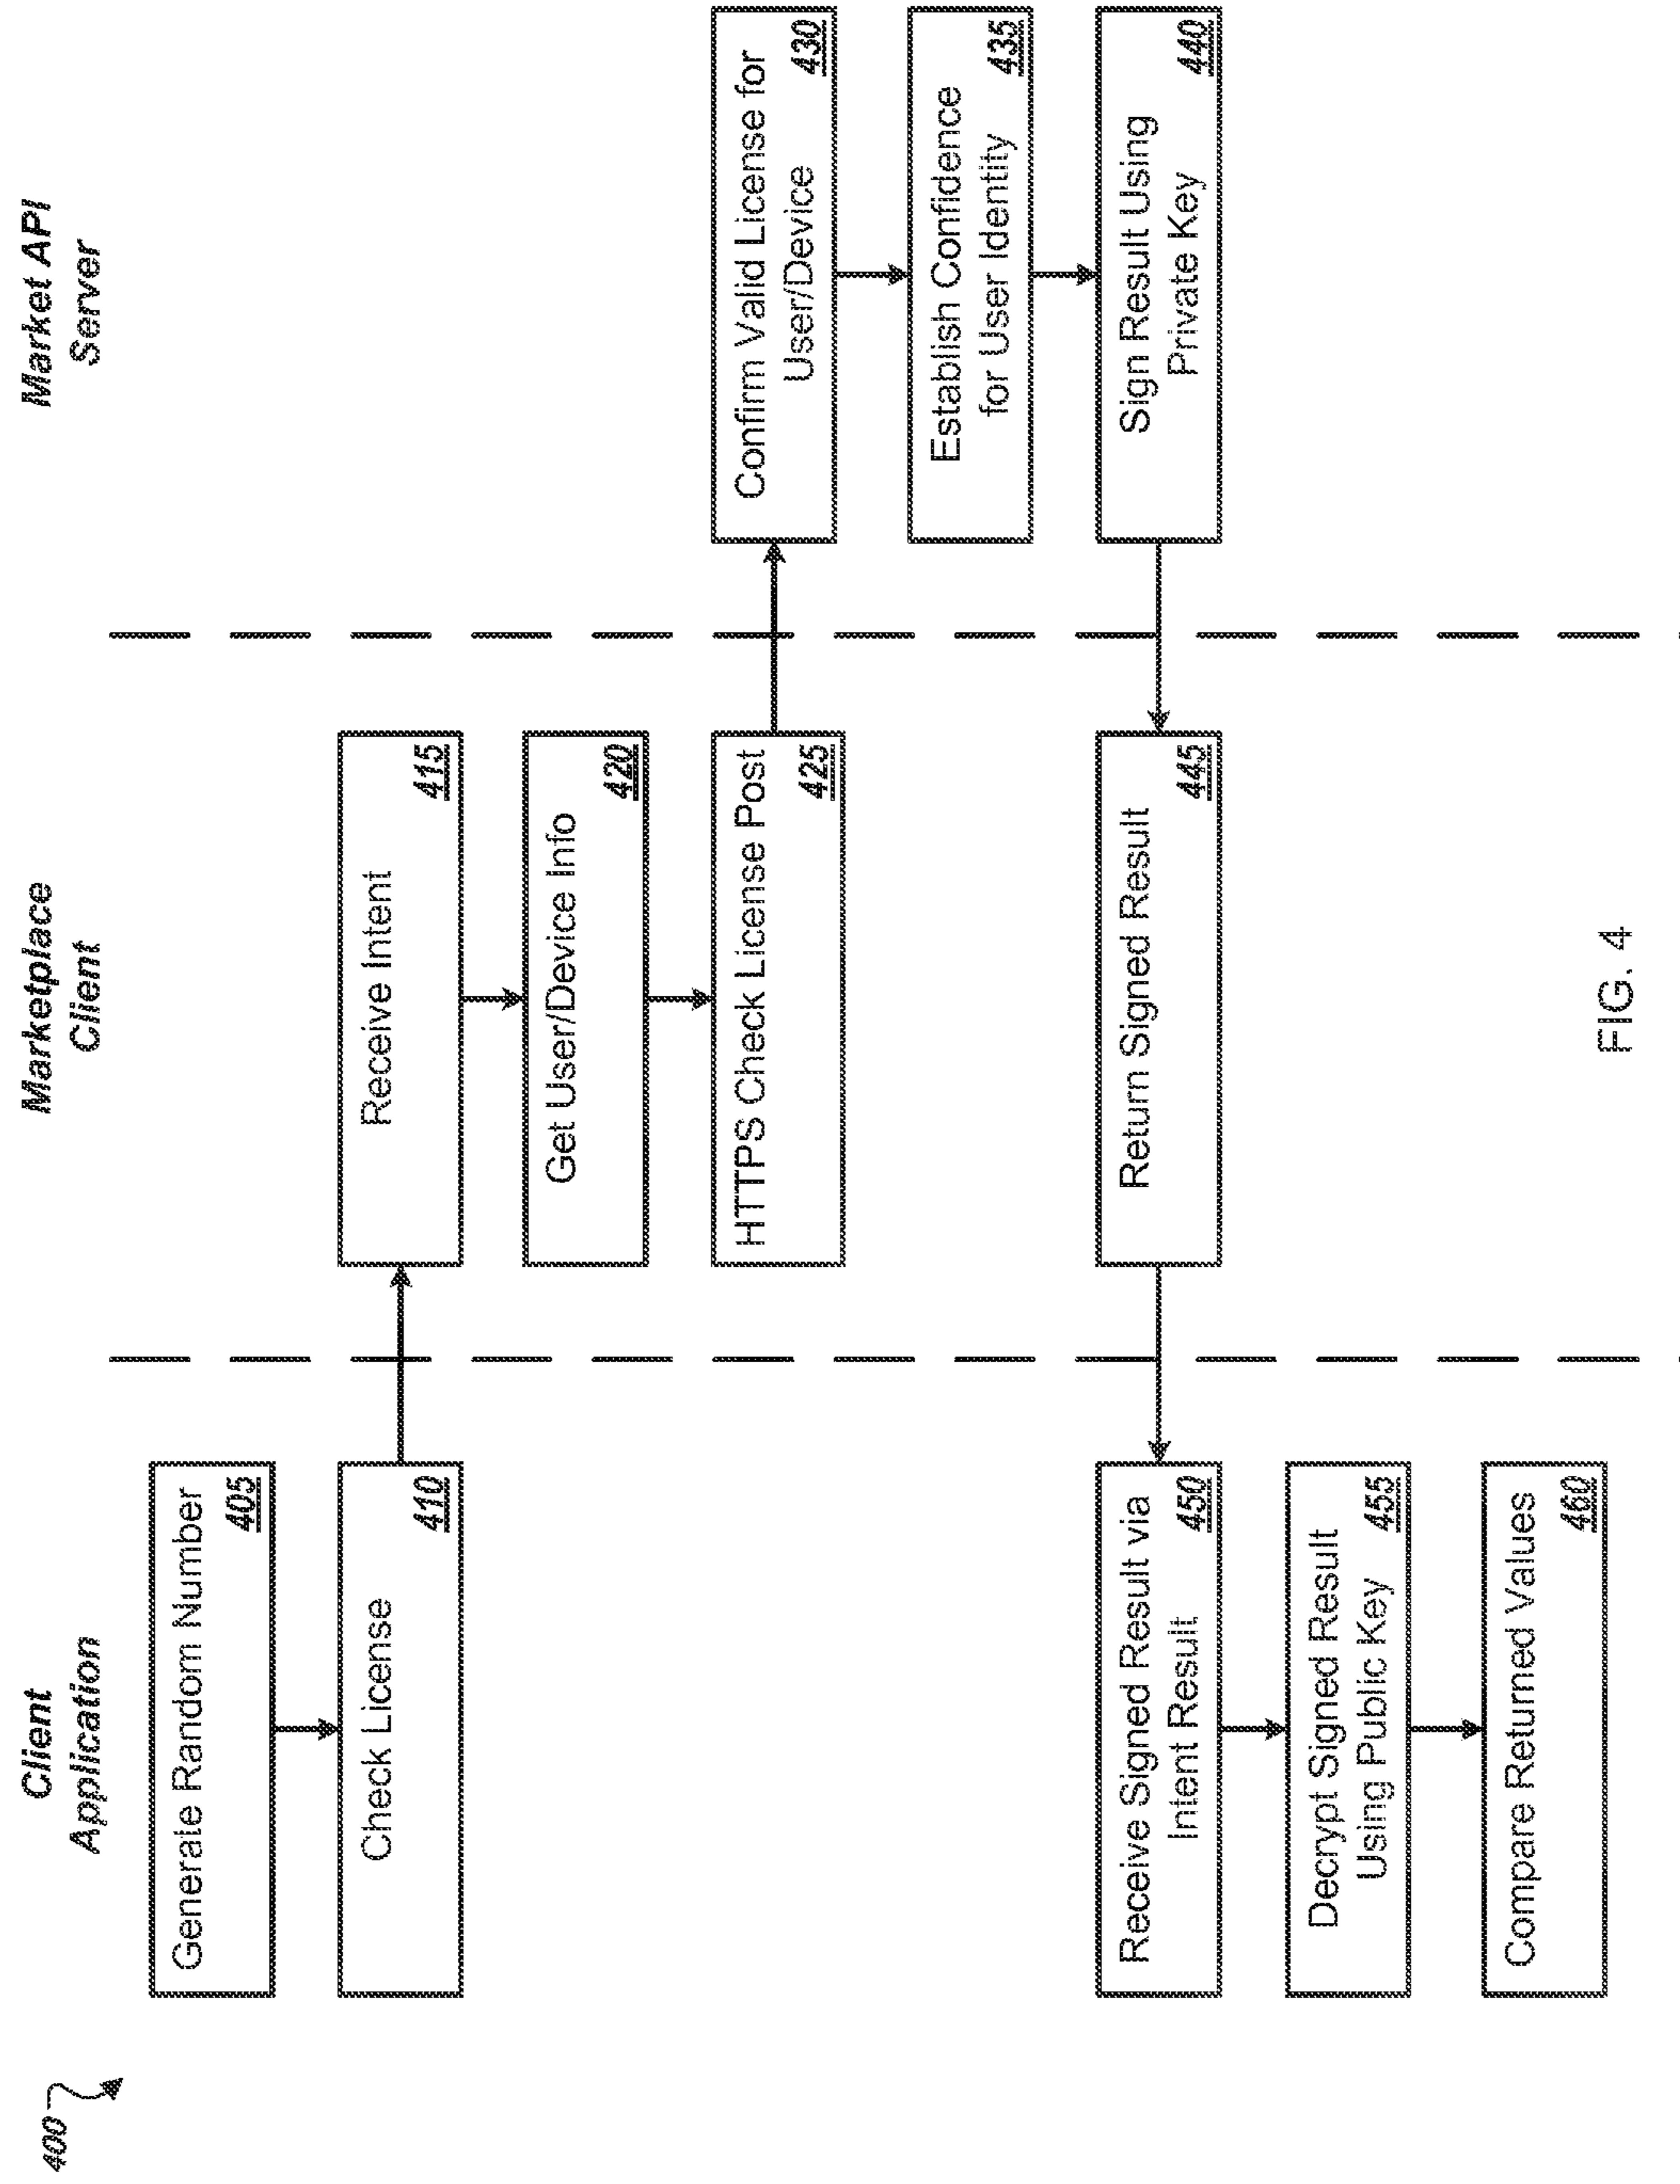 400
Client
Application
Marketplace
Client
Market API
Server
Generate Random Number
405
Check License
410
Receive Intent
415
Get User/Device Info
420
HTTPS Check License Post
425
Confirm Valid License for
User/Device
430
Establish Confidence
for User Identity
435
Sign Result Using
Private Key
440
Return Signed Result
445
Receive Signed Result via
Intent Result
450
Decrypt Signed Result
Using Public Key
455
Compare Returned Values
460
FIG. 4